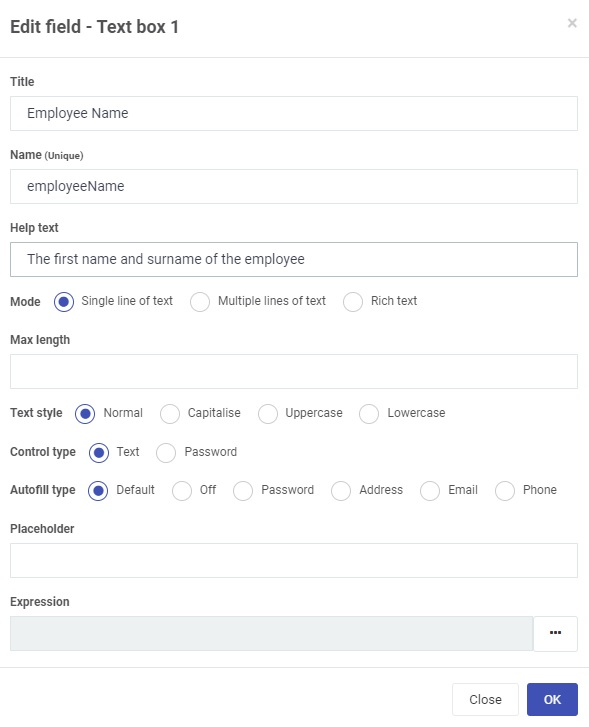 Edit field - Text box 1 ×
Title
Employee Name
Name (Unique)
employeeName
Help text
The first name and surname of the employee
Mode Single line of text Multiple lines of text Rich text
Max length
Text style Normal Capitalise Uppercase Lowercase
Control type Text Password
Autofill type Default Off Password Address Email Phone
Placeholder
Expression
...
Close OK